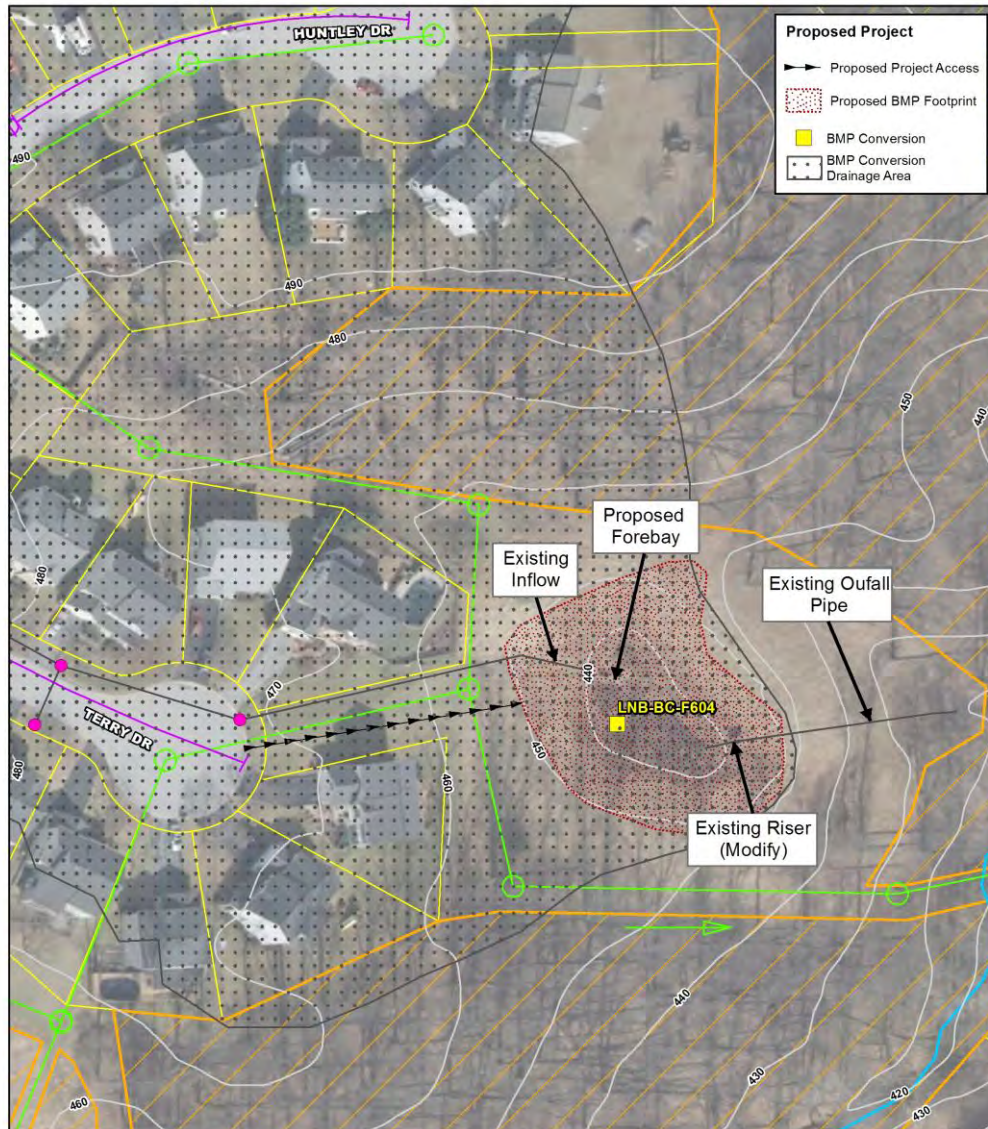 HUNTLEY DR
Proposed Project
Proposed Project Access
Proposed BMP Footprint
BMP Conversion
BMP Conversion
Drainage Area
490
490
490
480
450
440
Proposed
Forebay
Existing
Inflow
Existing Oufall
Pipe
480
470
440
LNB-BC-F604
TERRY DR
480
450
460
Existing Riser
(Modify)
440
430
420
430
460